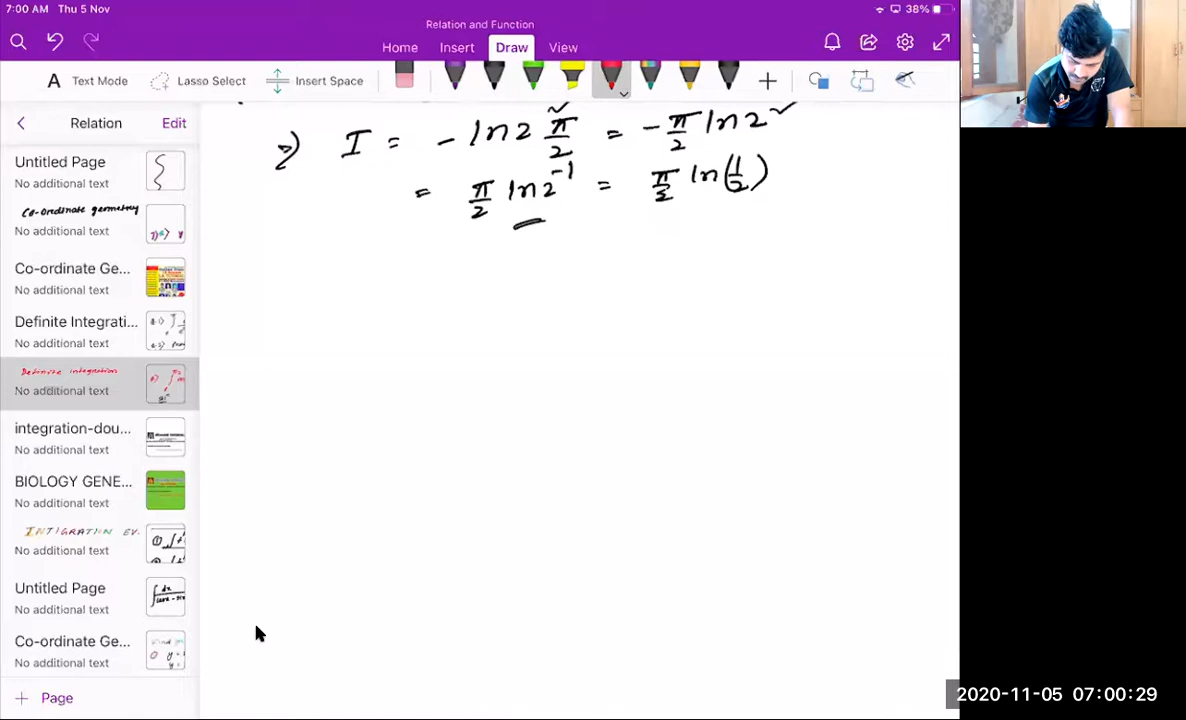 7:00 AM Thu 5 Nov
38%
Relation and Function
Home Insert Draw View
A Text Mode Lasso Select Insert Space
Relation Edit
Untitled Page
No additional text
Co-ordinate geometry
No additional text
Co-ordinate Ge...
No additional text
Definite Integrati...
No additional text
Definite integration
No additional text
integration-dou...
No additional text
BIOLOGY GENE...
No additional text
INTIGRATION EV.
No additional text
Untitled Page
No additional text
Co-ordinate Ge...
No additional text
+ Page
⇒ I = - ln2 π/2 = - π/2 ln2
= π/2 ln2⁻¹ = π/2 ln(1/2)
2020-11-05 07:00:29